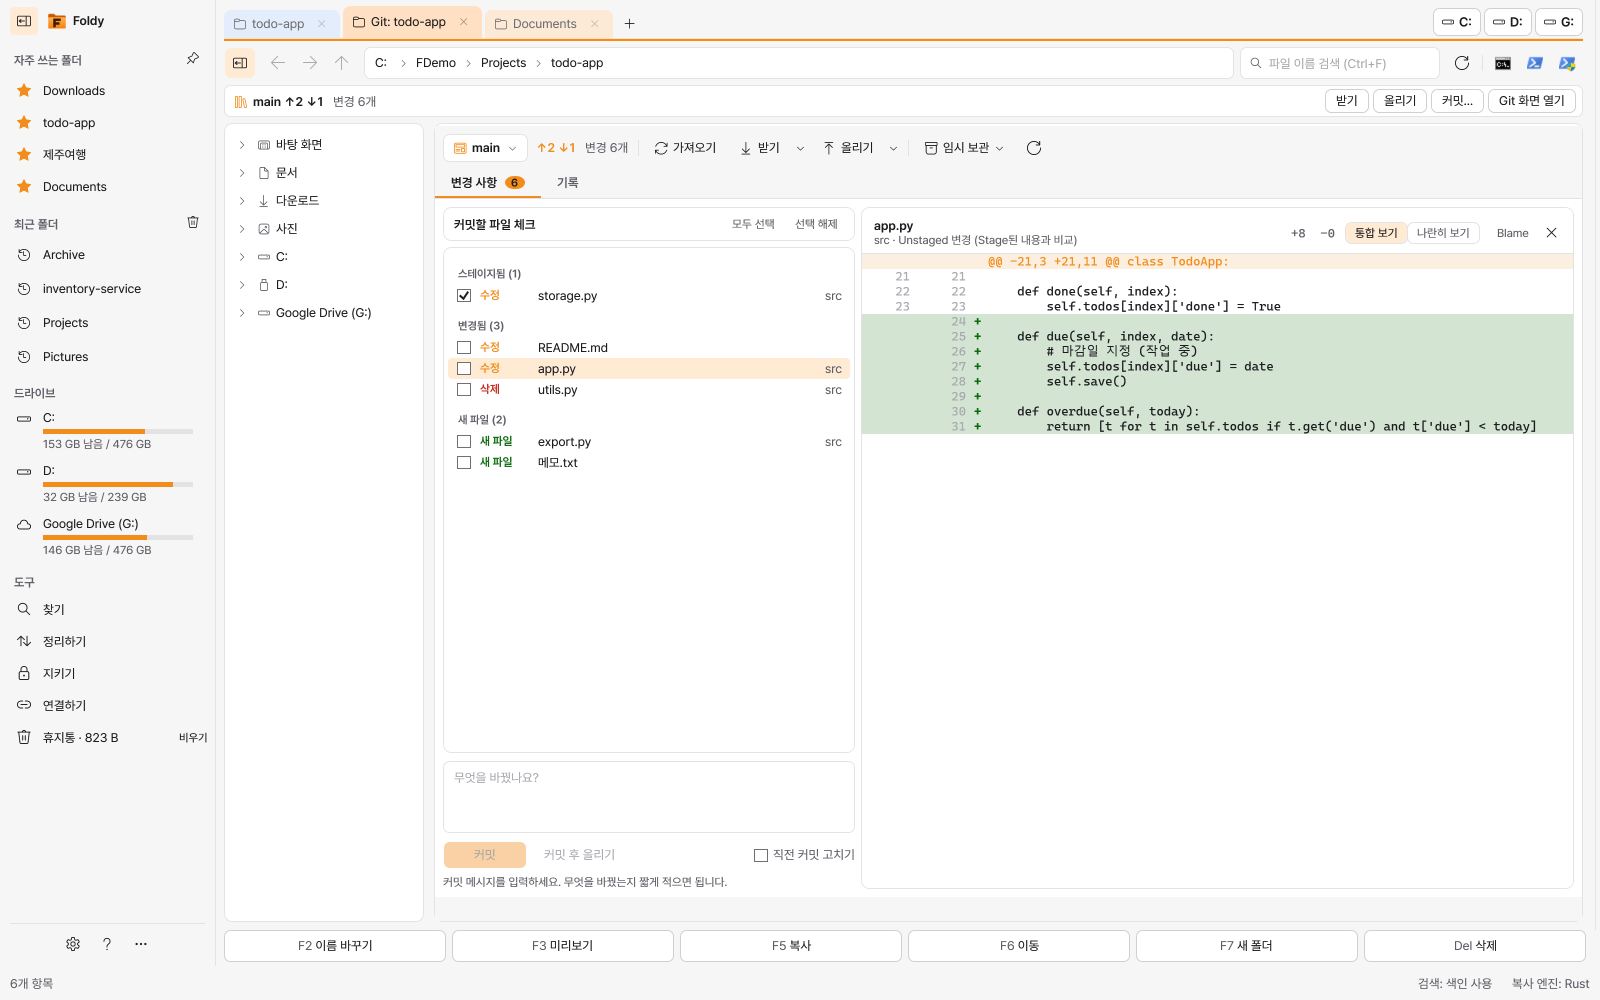 Foldy
자주 쓰는 폴더
Downloads
todo-app
제주여행
Documents
최근 폴더
Archive
inventory-service
Projects
Pictures
드라이브
C:
153 GB 남음 / 476 GB
D:
32 GB 남음 / 239 GB
Google Drive (G:)
146 GB 남음 / 476 GB
도구
찾기
정리하기
지키기
연결하기
휴지통 · 823 B 비우기
6개 항목
todo-app
Git: todo-app
Documents
C: D: G:
C: FDemo Projects todo-app
파일 이름 검색 (Ctrl+F)
main ↑2 ↓1 변경 6개
받기 올리기 커밋... Git 화면 열기
바탕 화면
문서
다운로드
사진
C:
D:
Google Drive (G:)
main ↑2 ↓1 변경 6개 가져오기 받기 올리기 임시 보관
변경 사항 6 기록
커밋할 파일 체크 모두 선택 선택 해제
스테이지됨 (1)
수정 storage.py src
변경됨 (3)
수정 README.md
수정 app.py src
삭제 utils.py src
새 파일 (2)
새 파일 export.py src
새 파일 메모.txt
무엇을 바꿨나요?
커밋 커밋 후 올리기 직전 커밋 고치기
커밋 메시지를 입력하세요. 무엇을 바꿨는지 짧게 적으면 됩니다.
app.py
src · Unstaged 변경 (Stage된 내용과 비교)
+8 −0 통합 보기 나란히 보기 Blame
@@ −21,3 +21,11 @@ class TodoApp:
21 21
22 22 def done(self, index):
23 23 self.todos[index]['done'] = True
24 +
25 + def due(self, index, date):
26 + # 마감일 지정 (작업 중)
27 + self.todos[index]['due'] = date
28 + self.save()
29 +
30 + def overdue(self, today):
31 + return [t for t in self.todos if t.get('due') and t['due'] < today]
F2 이름 바꾸기 F3 미리보기 F5 복사 F6 이동 F7 새 폴더 Del 삭제
검색: 색인 사용 복사 엔진: Rust